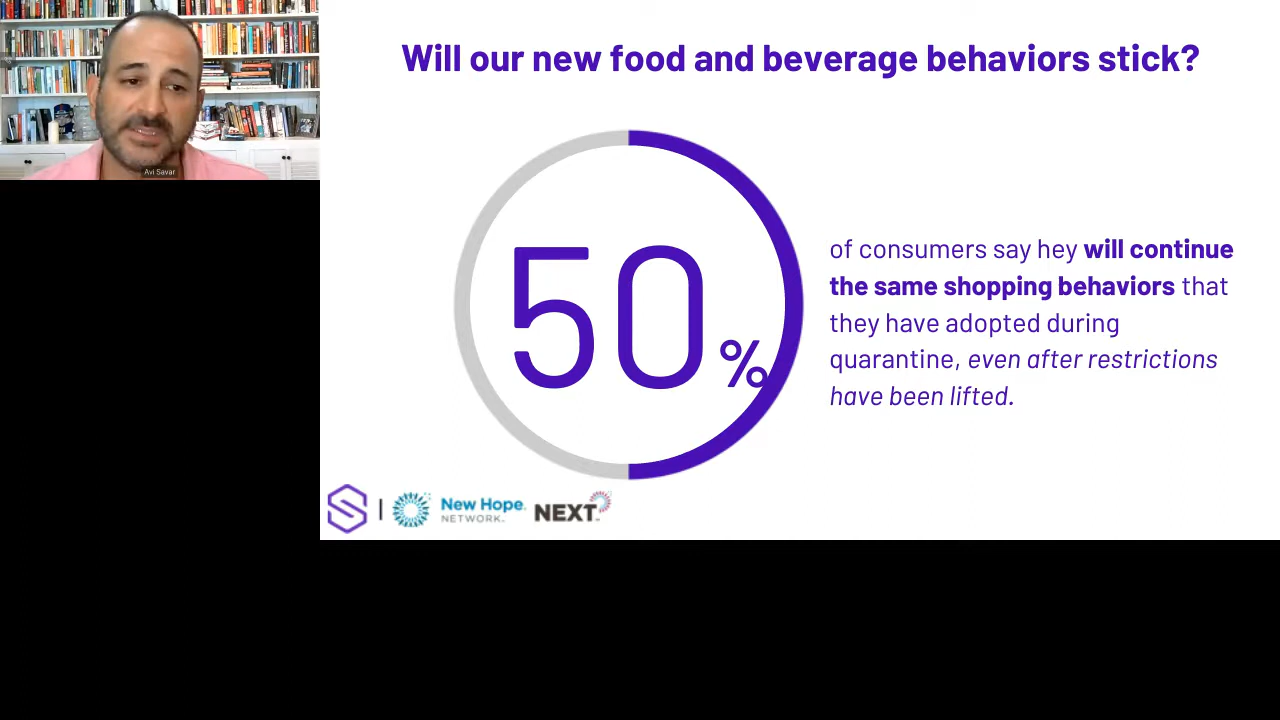 Will our new food and beverage behaviors stick?
Avi Savar
50%
of consumers say hey will continue
the same shopping behaviors that
they have adopted during
quarantine, even after restrictions
have been lifted.
New Hope
NETWORK
NEXT